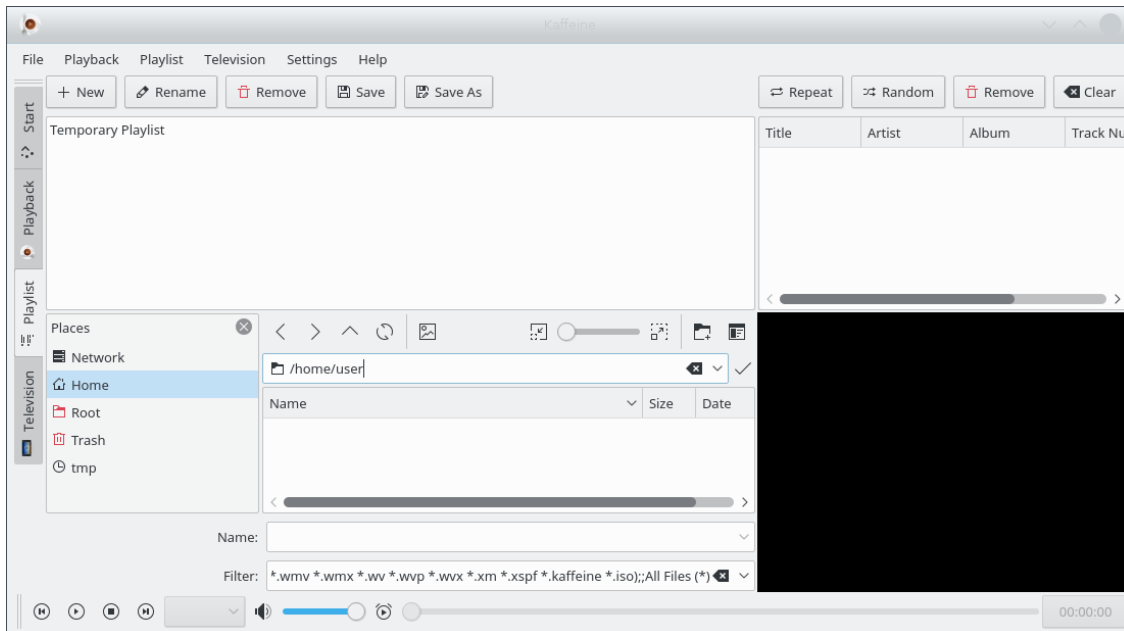 Kaffeine
File Playback Playlist Television Settings Help
New Rename Remove Save Save As Repeat Random Remove Clear
Start
Playback
Playlist
Television
Temporary Playlist
Title Artist Album Track Nu
Places
Network
Home
Root
Trash
tmp
/home/user
Name Size Date
Name:
Filter: *.wmv *.wmx *.wv *.wvp *.wvx *.xm *.xspf *.kaffeine *.iso);;All Files (*)
00:00:00